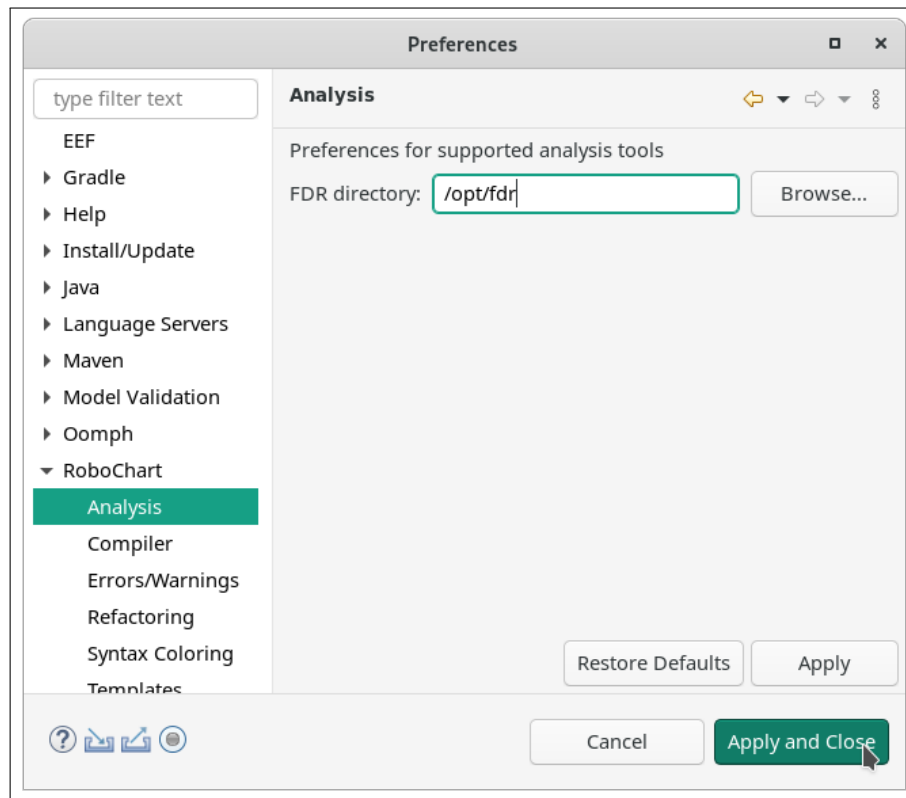 Preferences
type filter text
EEF
Gradle
Help
Install/Update
Java
Language Servers
Maven
Model Validation
Oomph
RoboChart
Analysis
Compiler
Errors/Warnings
Refactoring
Syntax Coloring
Templates
Analysis
Preferences for supported analysis tools
FDR directory: /opt/fdr Browse...
Restore Defaults Apply
Cancel Apply and Close